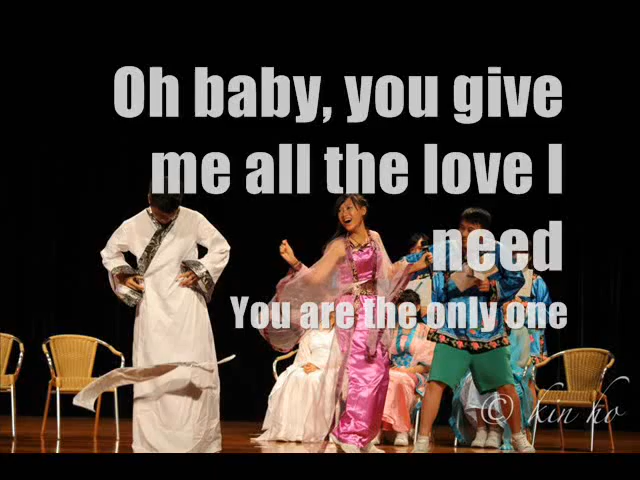 Oh baby, you give
me all the love I
need
You are the only one
© kin ho